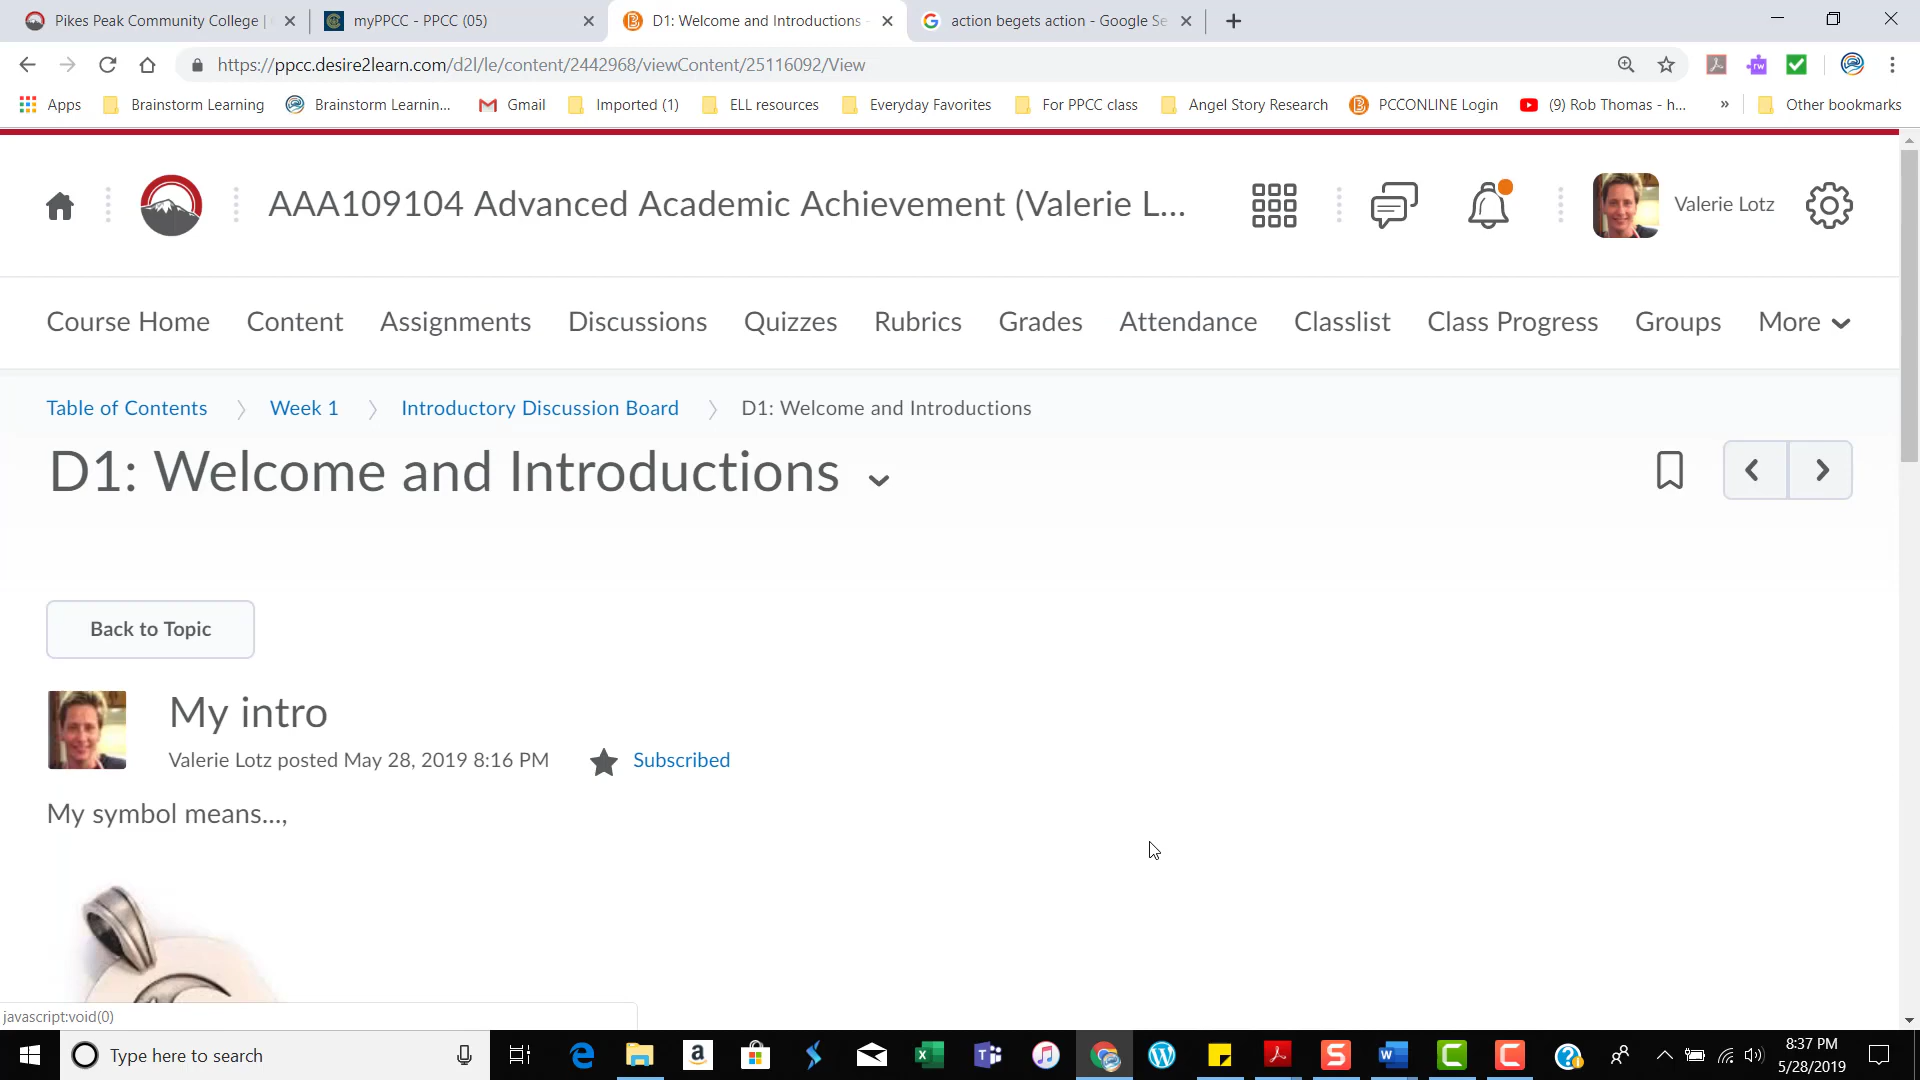 Pikes Peak Community College |
myPPCC - PPCC (05)
D1: Welcome and Introductions -
action begets action - Google Se
https://ppcc.desire2learn.com/d2l/le/content/2442968/viewContent/25116092/View
Apps Brainstorm Learning Brainstorm Learnin... Gmail Imported (1) ELL resources Everyday Favorites For PPCC class Angel Story Research PCCONLINE Login (9) Rob Thomas - h... » Other bookmarks
AAA109104 Advanced Academic Achievement (Valerie L...
Valerie Lotz
Course Home Content Assignments Discussions Quizzes Rubrics Grades Attendance Classlist Class Progress Groups More
Table of Contents Week 1 Introductory Discussion Board D1: Welcome and Introductions
D1: Welcome and Introductions
Back to Topic
My intro
Valerie Lotz posted May 28, 2019 8:16 PM Subscribed
My symbol means...,
javascript:void(0)
Type here to search
8:37 PM
5/28/2019